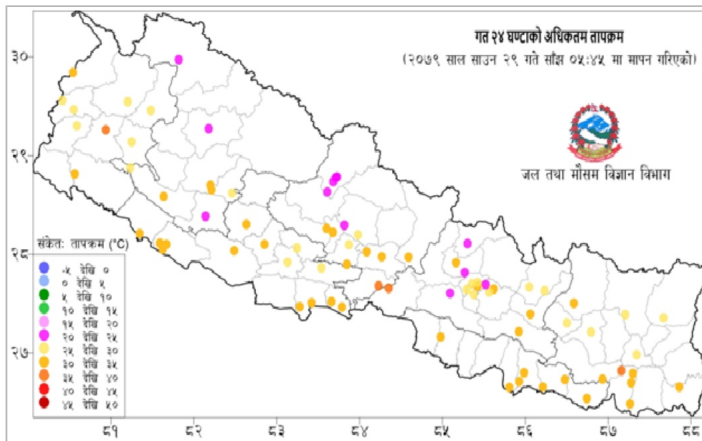 गत २४ घण्टाको अधिकतम तापक्रम
(२०७९ साल साउन २९ गते साँझ ०५:४५ मा मापन गरिएको)
जल तथा मौसम विज्ञान विभाग
३०
२९
२८
२७
संकेतः तापक्रम (°C)
-५ देखि ०
० देखि ५
५ देखि १०
१० देखि १५
१५ देखि २०
२० देखि २५
२५ देखि ३०
३० देखि ३५
३५ देखि ४०
४० देखि ४५
४५ देखि ५०
८१ ८२ ८३ ८४ ८५ ८६ ८७ ८८